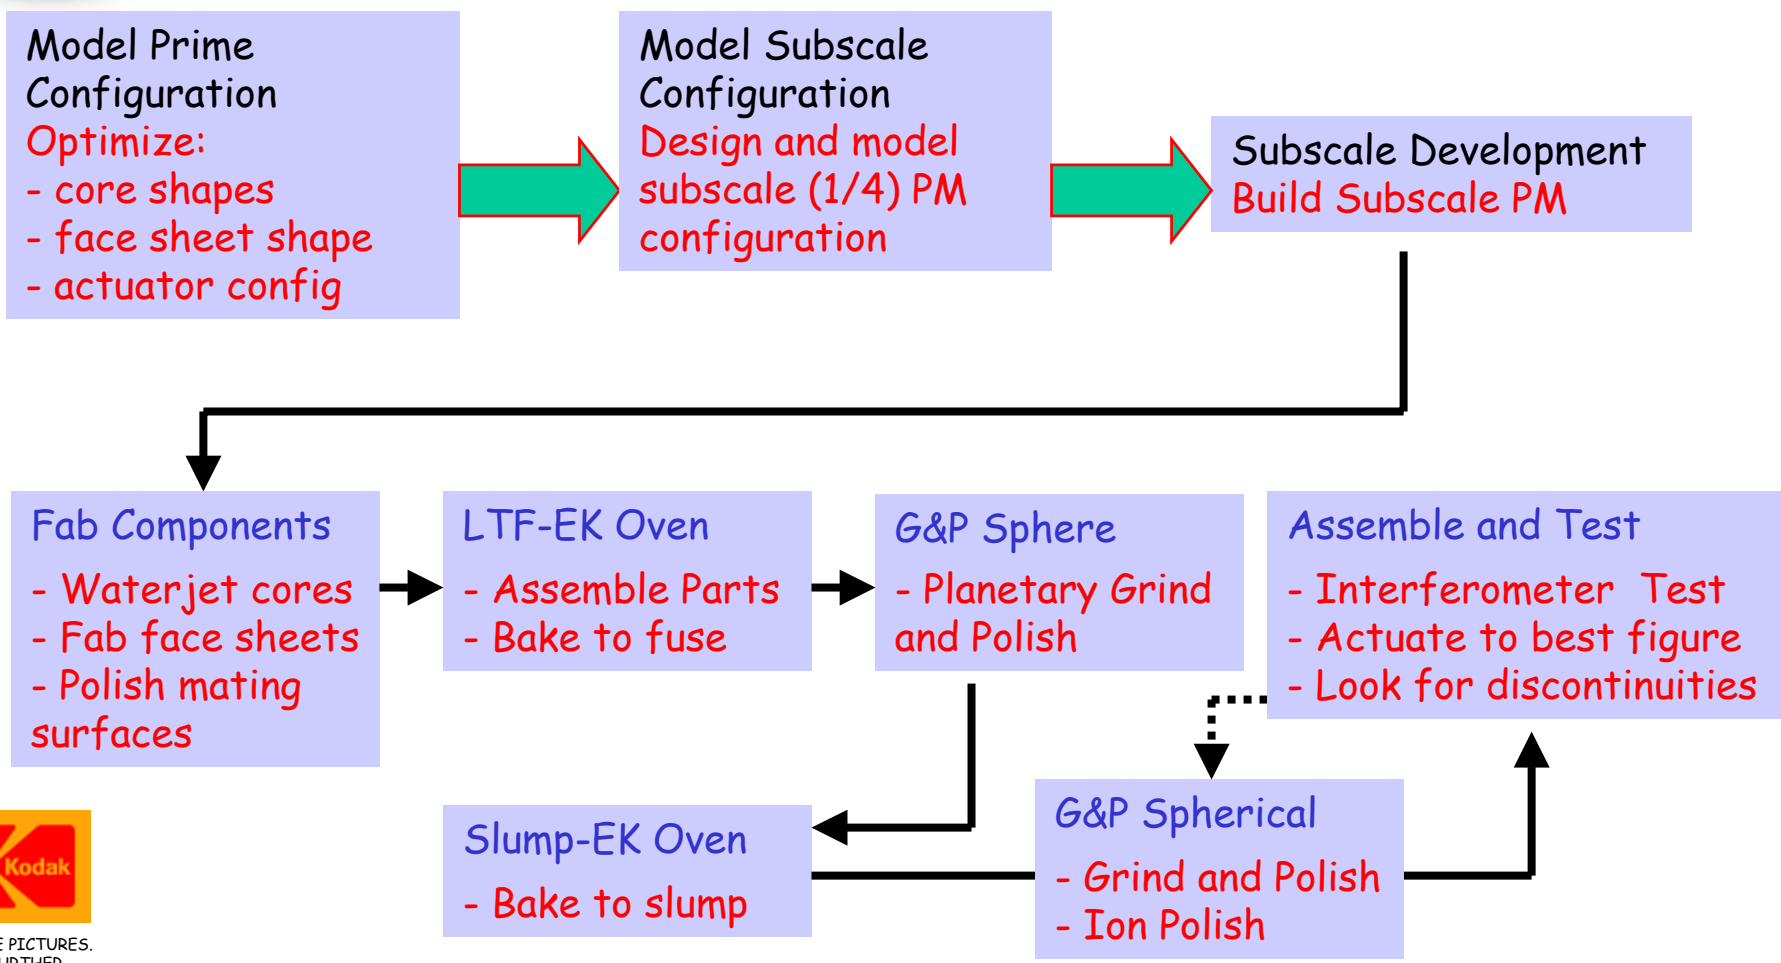 Model Prime
Configuration
Optimize:
- core shapes
- face sheet shape
- actuator config
Model Subscale
Configuration
Design and model
subscale (1/4) PM
configuration
Subscale Development
Build Subscale PM
Fab Components
- Waterjet cores
- Fab face sheets
- Polish mating
surfaces
LTF-EK Oven
- Assemble Parts
- Bake to fuse
G&P Sphere
- Planetary Grind
and Polish
Assemble and Test
- Interferometer Test
- Actuate to best figure
- Look for discontinuities
Slump-EK Oven
- Bake to slump
G&P Spherical
- Grind and Polish
- Ion Polish
Kodak
PICTURES.